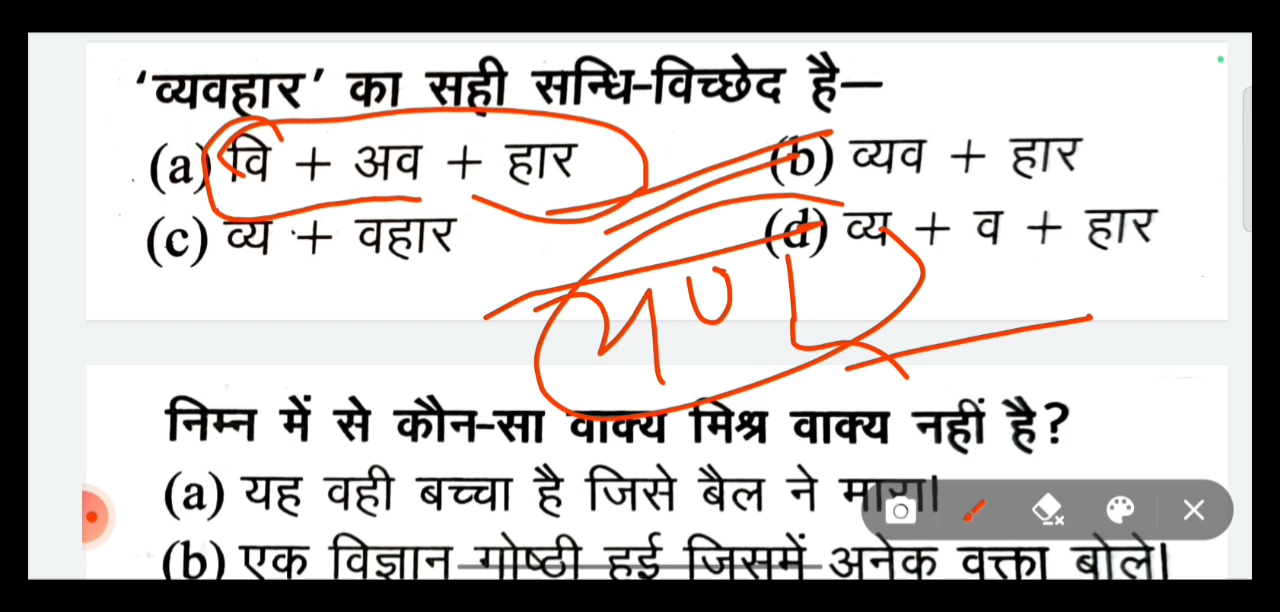 'व्यवहार' का सही सन्धि-विच्छेद है—
(a) वि + अव + हार (b) व्यव + हार
(c) व्य + वहार (d) व्य + व + हार
यण
निम्न में से कौन-सा वाक्य मिश्र वाक्य नहीं है?
(a) यह वही बच्चा है जिसे बैल ने मारा।
(b) एक विज्ञान गोष्ठी हुई जिसमें अनेक वक्ता बोले।